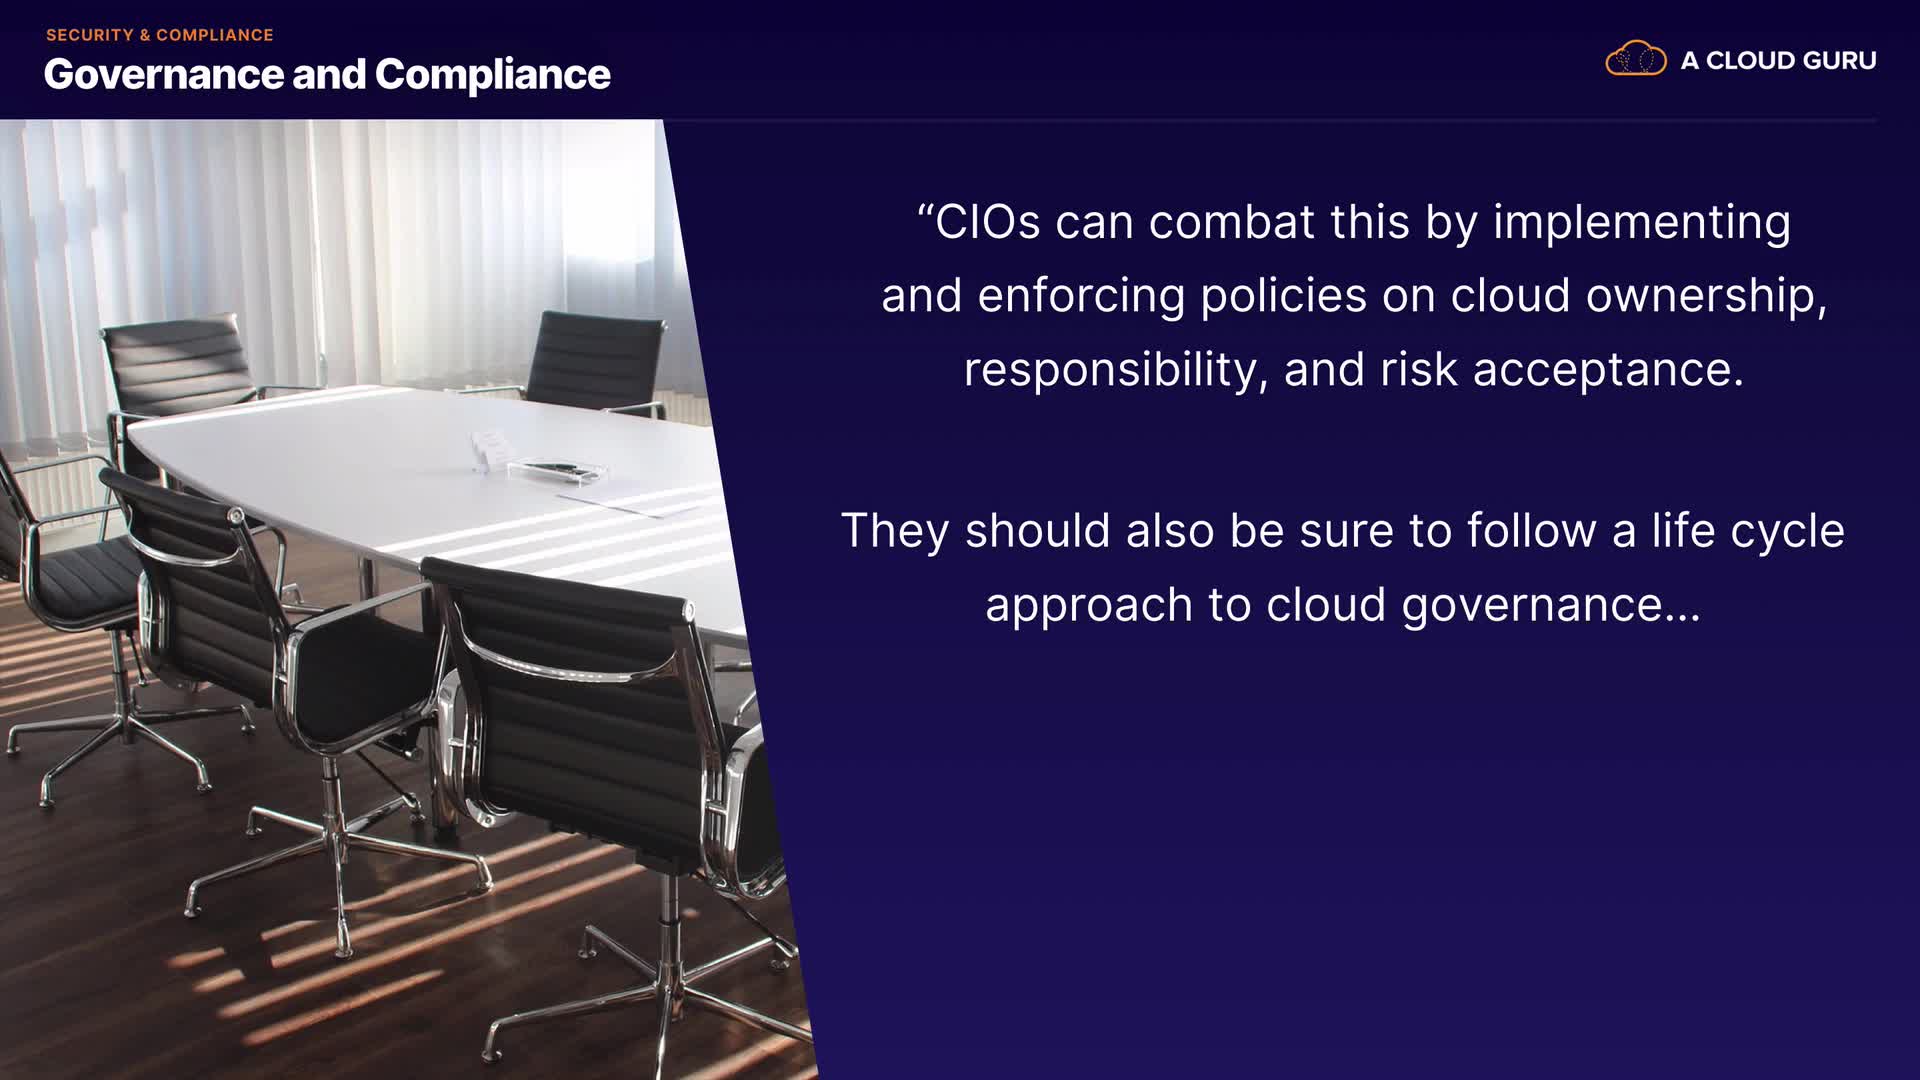 SECURITY & COMPLIANCE
Governance and Compliance
A CLOUD GURU
“CIOs can combat this by implementing
and enforcing policies on cloud ownership,
responsibility, and risk acceptance.
They should also be sure to follow a life cycle
approach to cloud governance...